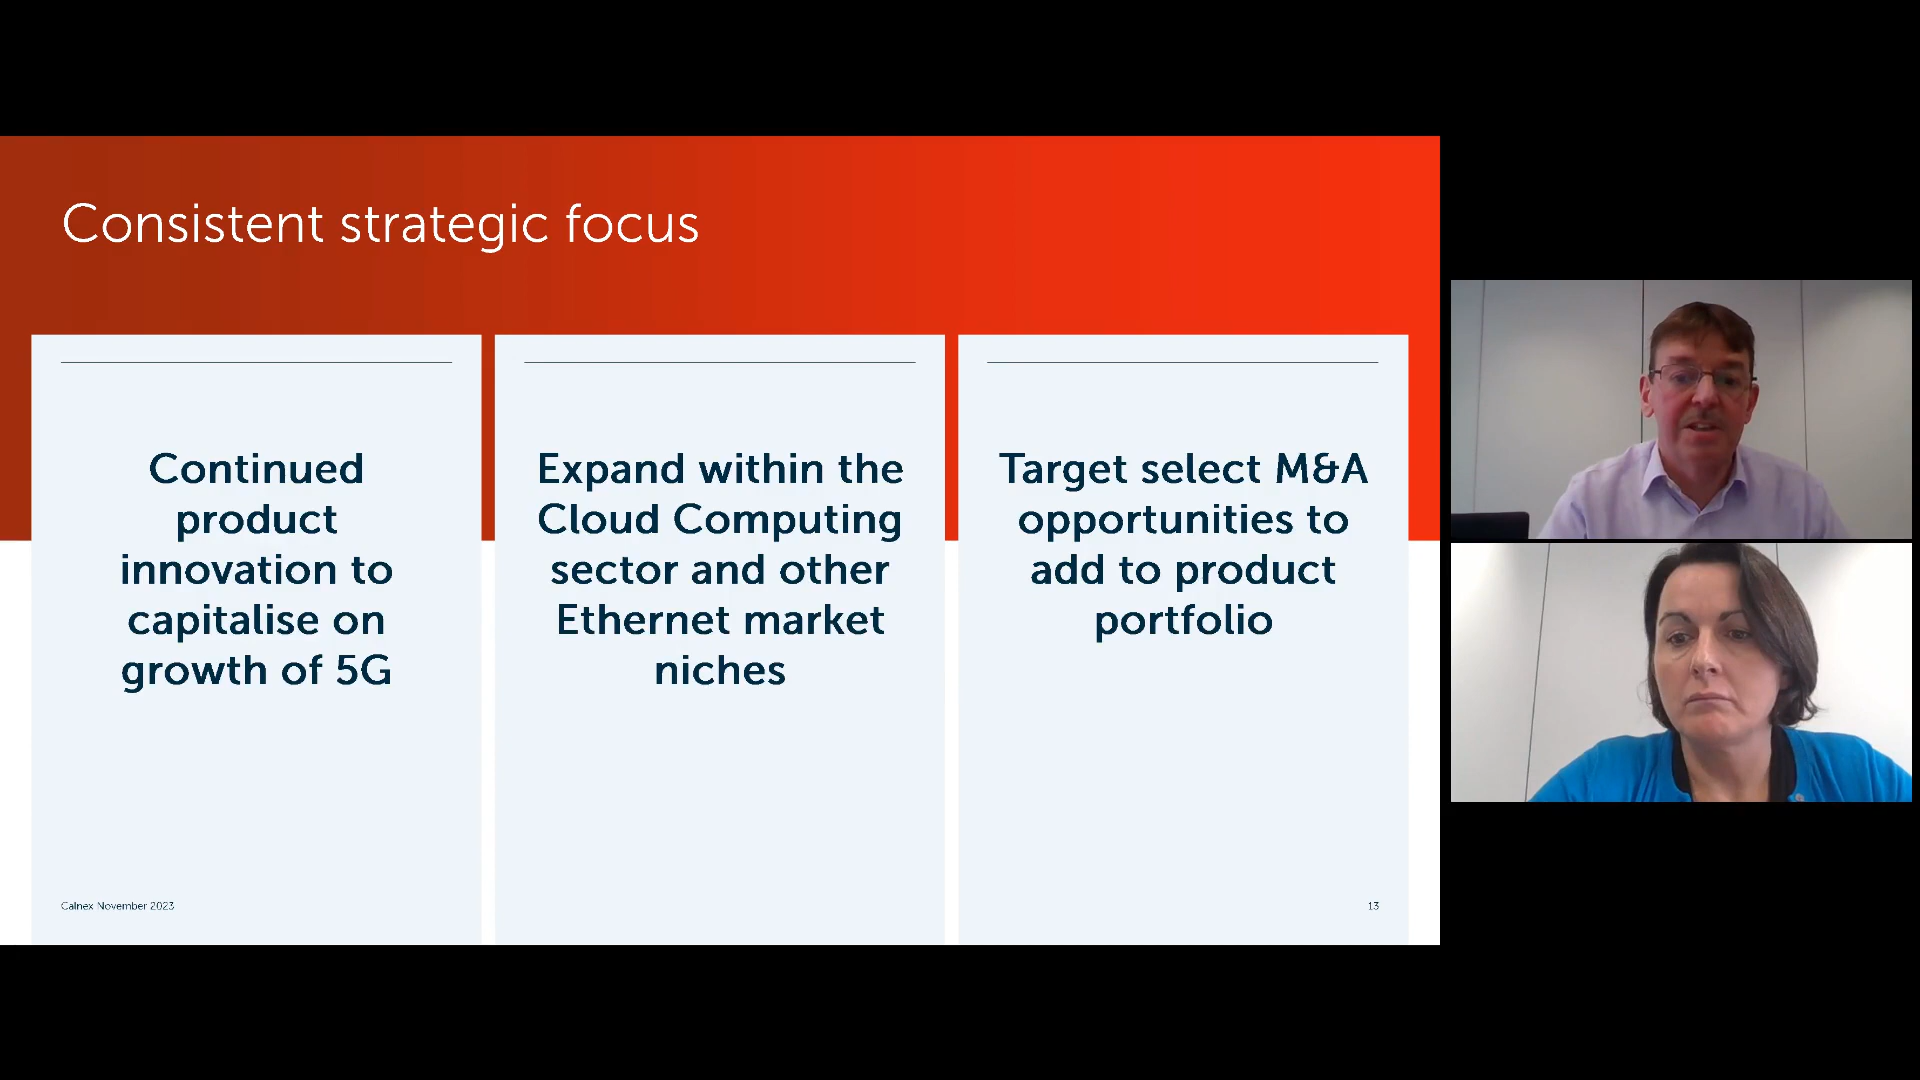 Consistent strategic focus
Continued
product
innovation to
capitalise on
growth of 5G
Expand within the
Cloud Computing
sector and other
Ethernet market
niches
Target select M&A
opportunities to
add to product
portfolio
Calnex November 2023
13